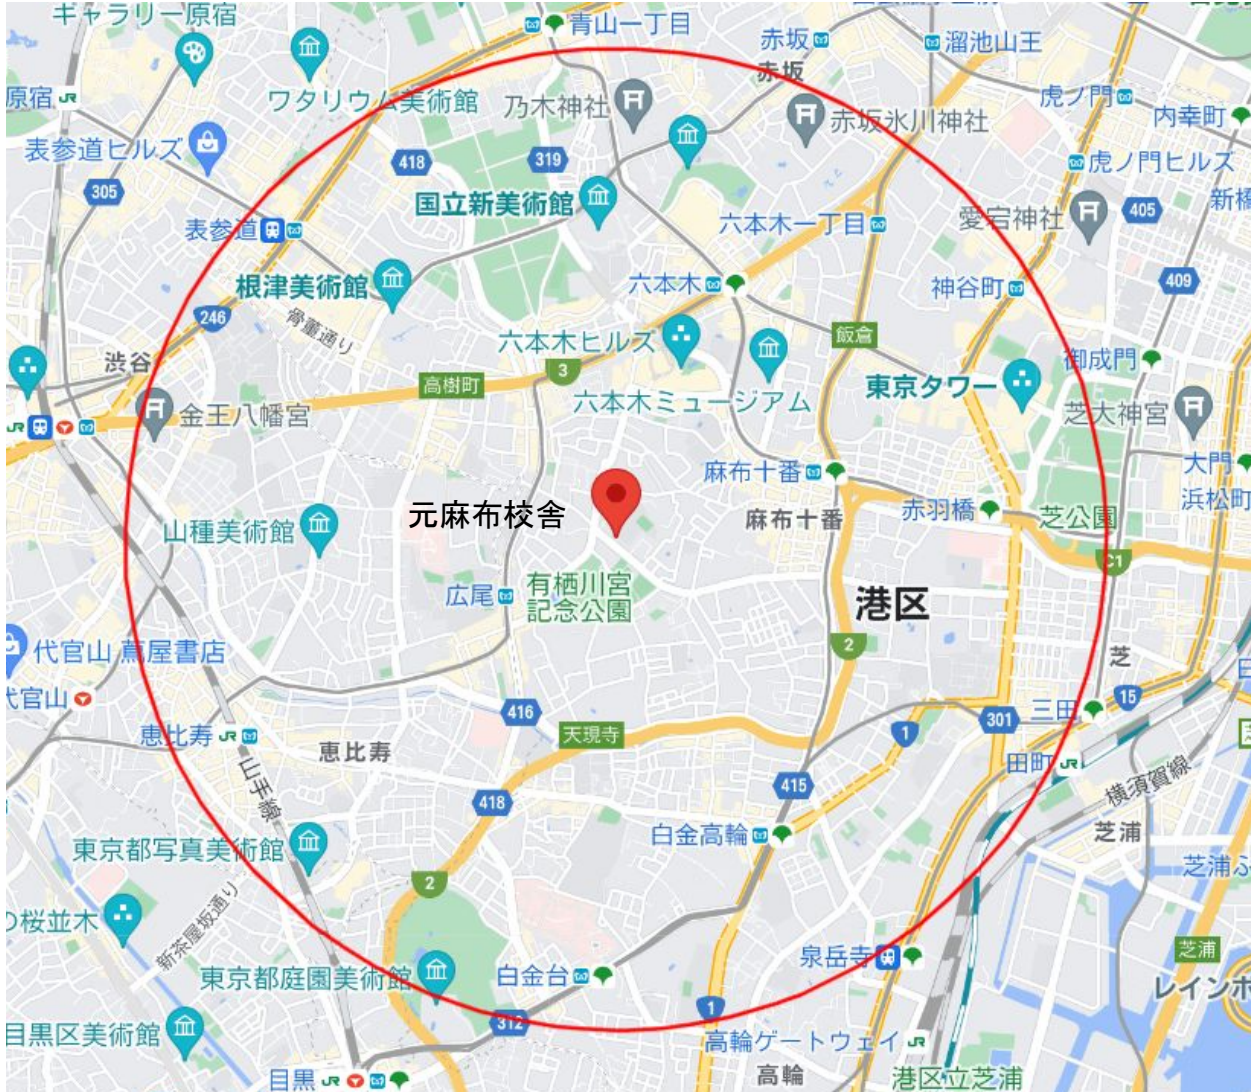 ギャラリー原宿
青山一丁目
赤坂
溜池山王
赤坂
原宿
ワタリウム美術館
乃木神社
赤坂氷川神社
虎ノ門
内幸町
表参道ヒルズ
418
319
虎ノ門ヒルズ
305
国立新美術館
愛宕神社
405
新橋
表参道
六本木一丁目
根津美術館
六本木
神谷町
409
246
骨董通り
六本木ヒルズ
飯倉
渋谷
3
御成門
高樹町
東京タワー
六本木ミュージアム
金王八幡宮
芝大神宮
麻布十番
大門
浜松町
元麻布校舎
山種美術館
麻布十番
赤羽橋
芝公園
C1
広尾
有栖川宮
記念公園
港区
代官山 蔦屋書店
2
芝
代官山
15
416
三田
301
恵比寿
天現寺
1
恵比寿
田町
山手線
415
横須賀線
418
白金高輪
芝浦
東京都写真美術館
芝浦ふ
2
の桜並木
新茶屋坂通り
泉岳寺
芝浦
東京都庭園美術館
白金台
レインボ
312
1
目黒区美術館
高輪ゲートウェイ
目黒
高輪
港区立芝浦